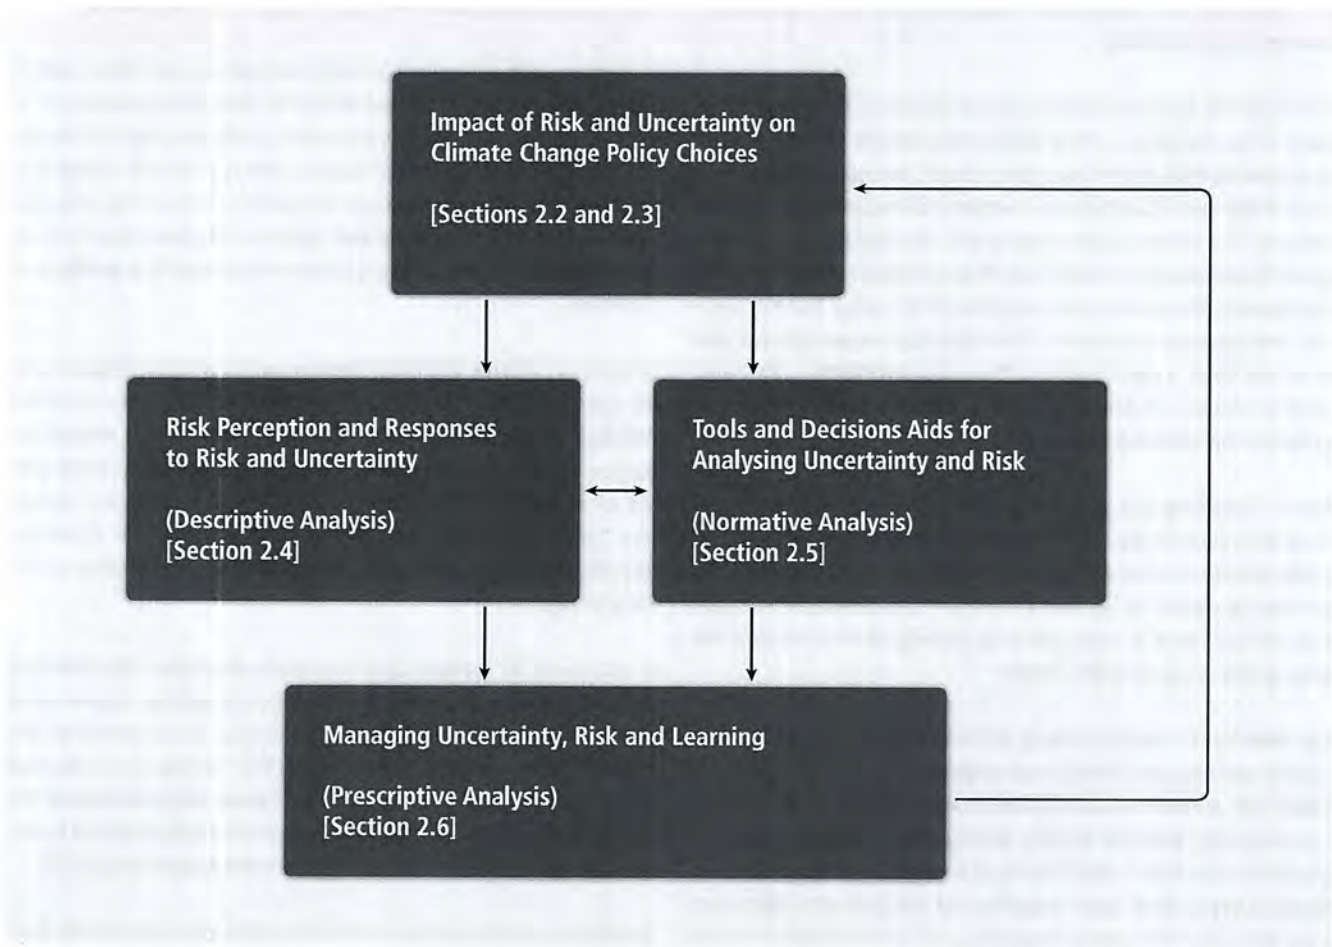 Impact of Risk and Uncertainty on
Climate Change Policy Choices
[Sections 2.2 and 2.3]
Risk Perception and Responses
to Risk and Uncertainty
(Descriptive Analysis)
[Section 2.4]
Tools and Decisions Aids for
Analysing Uncertainty and Risk
(Normative Analysis)
[Section 2.5]
Managing Uncertainty, Risk and Learning
(Prescriptive Analysis)
[Section 2.6]